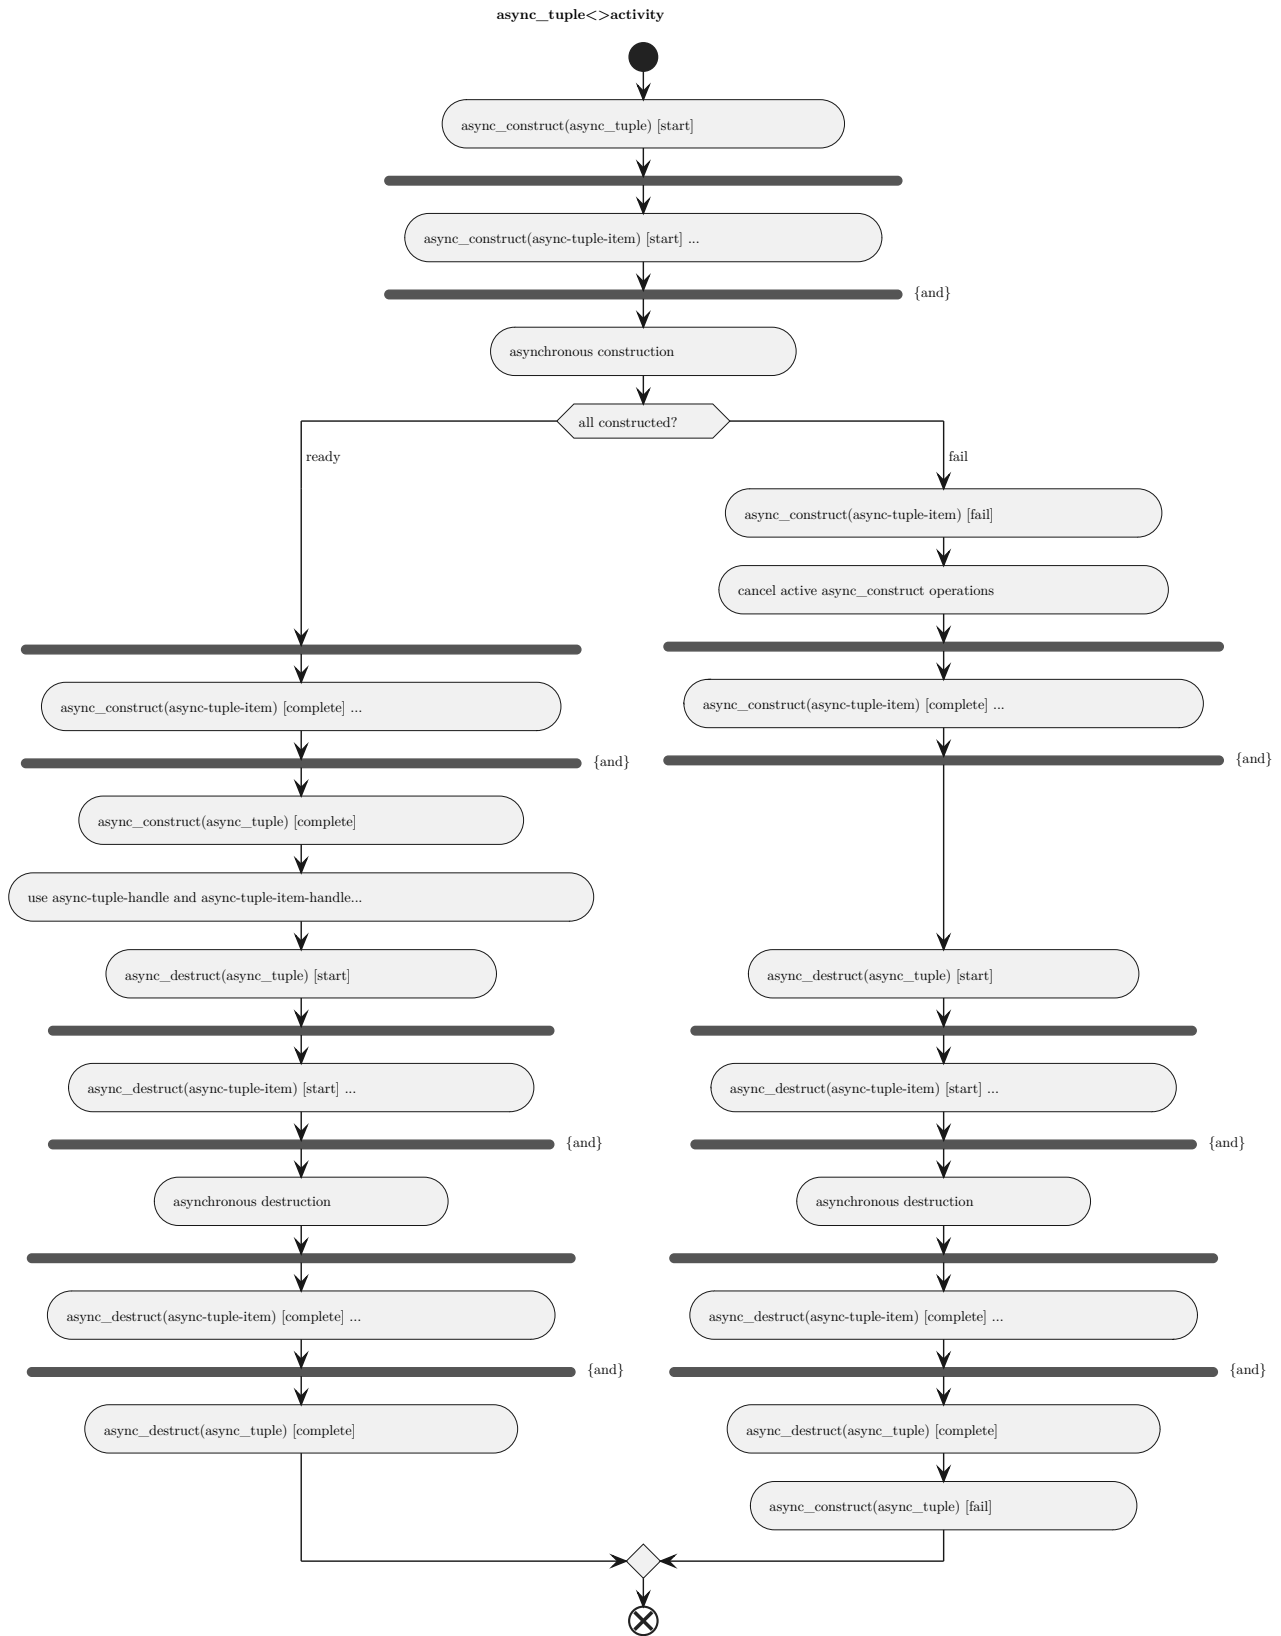 async_tuple<>activity
async_construct(async_tuple) [start]
async_construct(async-tuple-item) [start] ...
{and}
asynchronous construction
all constructed?
ready
async_construct(async-tuple-item) [complete] ...
{and}
async_construct(async_tuple) [complete]
use async-tuple-handle and async-tuple-item-handle...
async_destruct(async_tuple) [start]
async_destruct(async-tuple-item) [start] ...
{and}
asynchronous destruction
async_destruct(async-tuple-item) [complete] ...
{and}
async_destruct(async_tuple) [complete]
fail
async_construct(async-tuple-item) [fail]
cancel active async_construct operations
async_construct(async-tuple-item) [complete] ...
{and}
async_destruct(async_tuple) [start]
async_destruct(async-tuple-item) [start] ...
{and}
asynchronous destruction
async_destruct(async-tuple-item) [complete] ...
{and}
async_destruct(async_tuple) [complete]
async_construct(async_tuple) [fail]